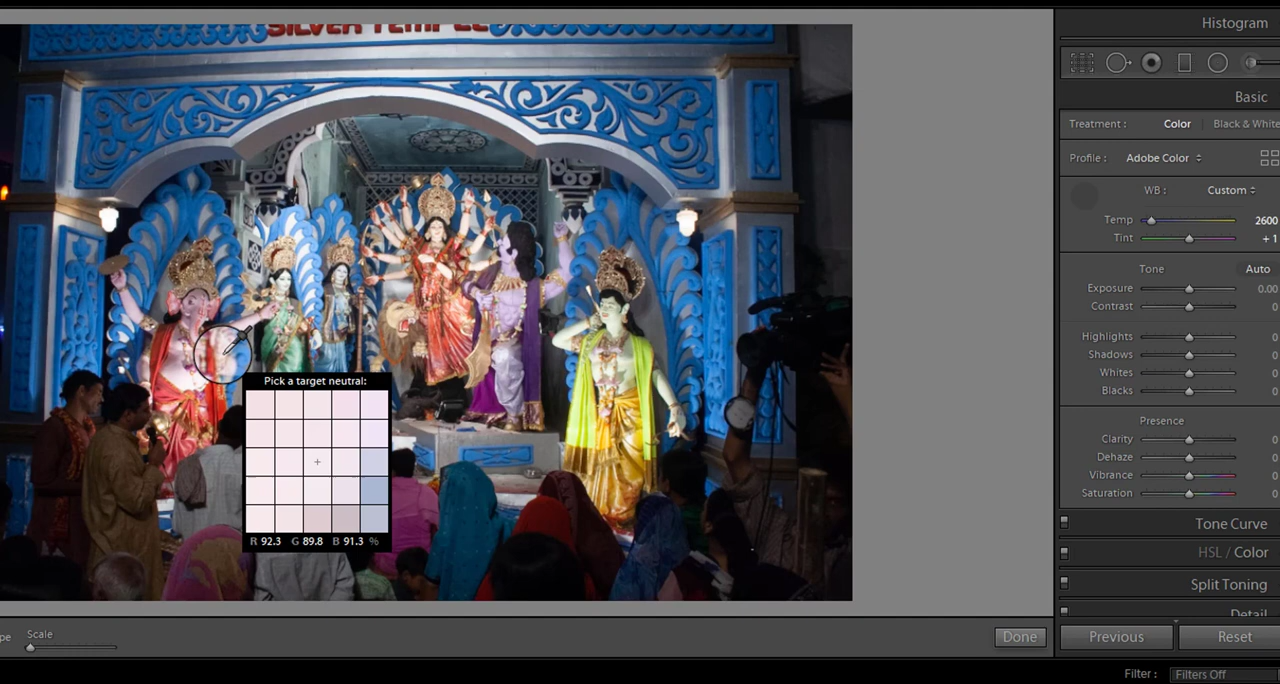 SILVER TEMPLE
Histogram
Basic
Treatment : Color Black & White
Profile : Adobe Color
WB : Custom
Temp 2600
Tint + 1
Tone Auto
Exposure 0.00
Contrast 0
Highlights 0
Shadows 0
Whites 0
Blacks 0
Presence
Clarity 0
Dehaze 0
Vibrance 0
Saturation 0
Tone Curve
HSL / Color
Split Toning
Detail
Previous Reset
Pick a target neutral:
R 92.3 G 89.8 B 91.3 %
pe Scale
Done
Filter : Filters Off